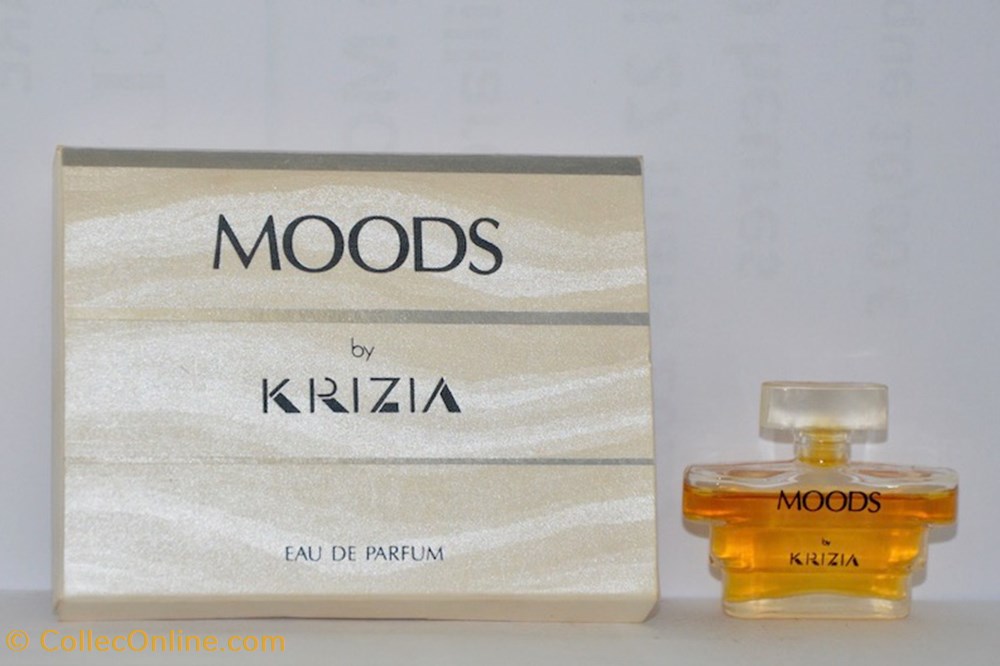 MOODS
by
KRIZIA
EAU DE PARFUM
MOODS
by
KRIZIA
© CollecOnline.com